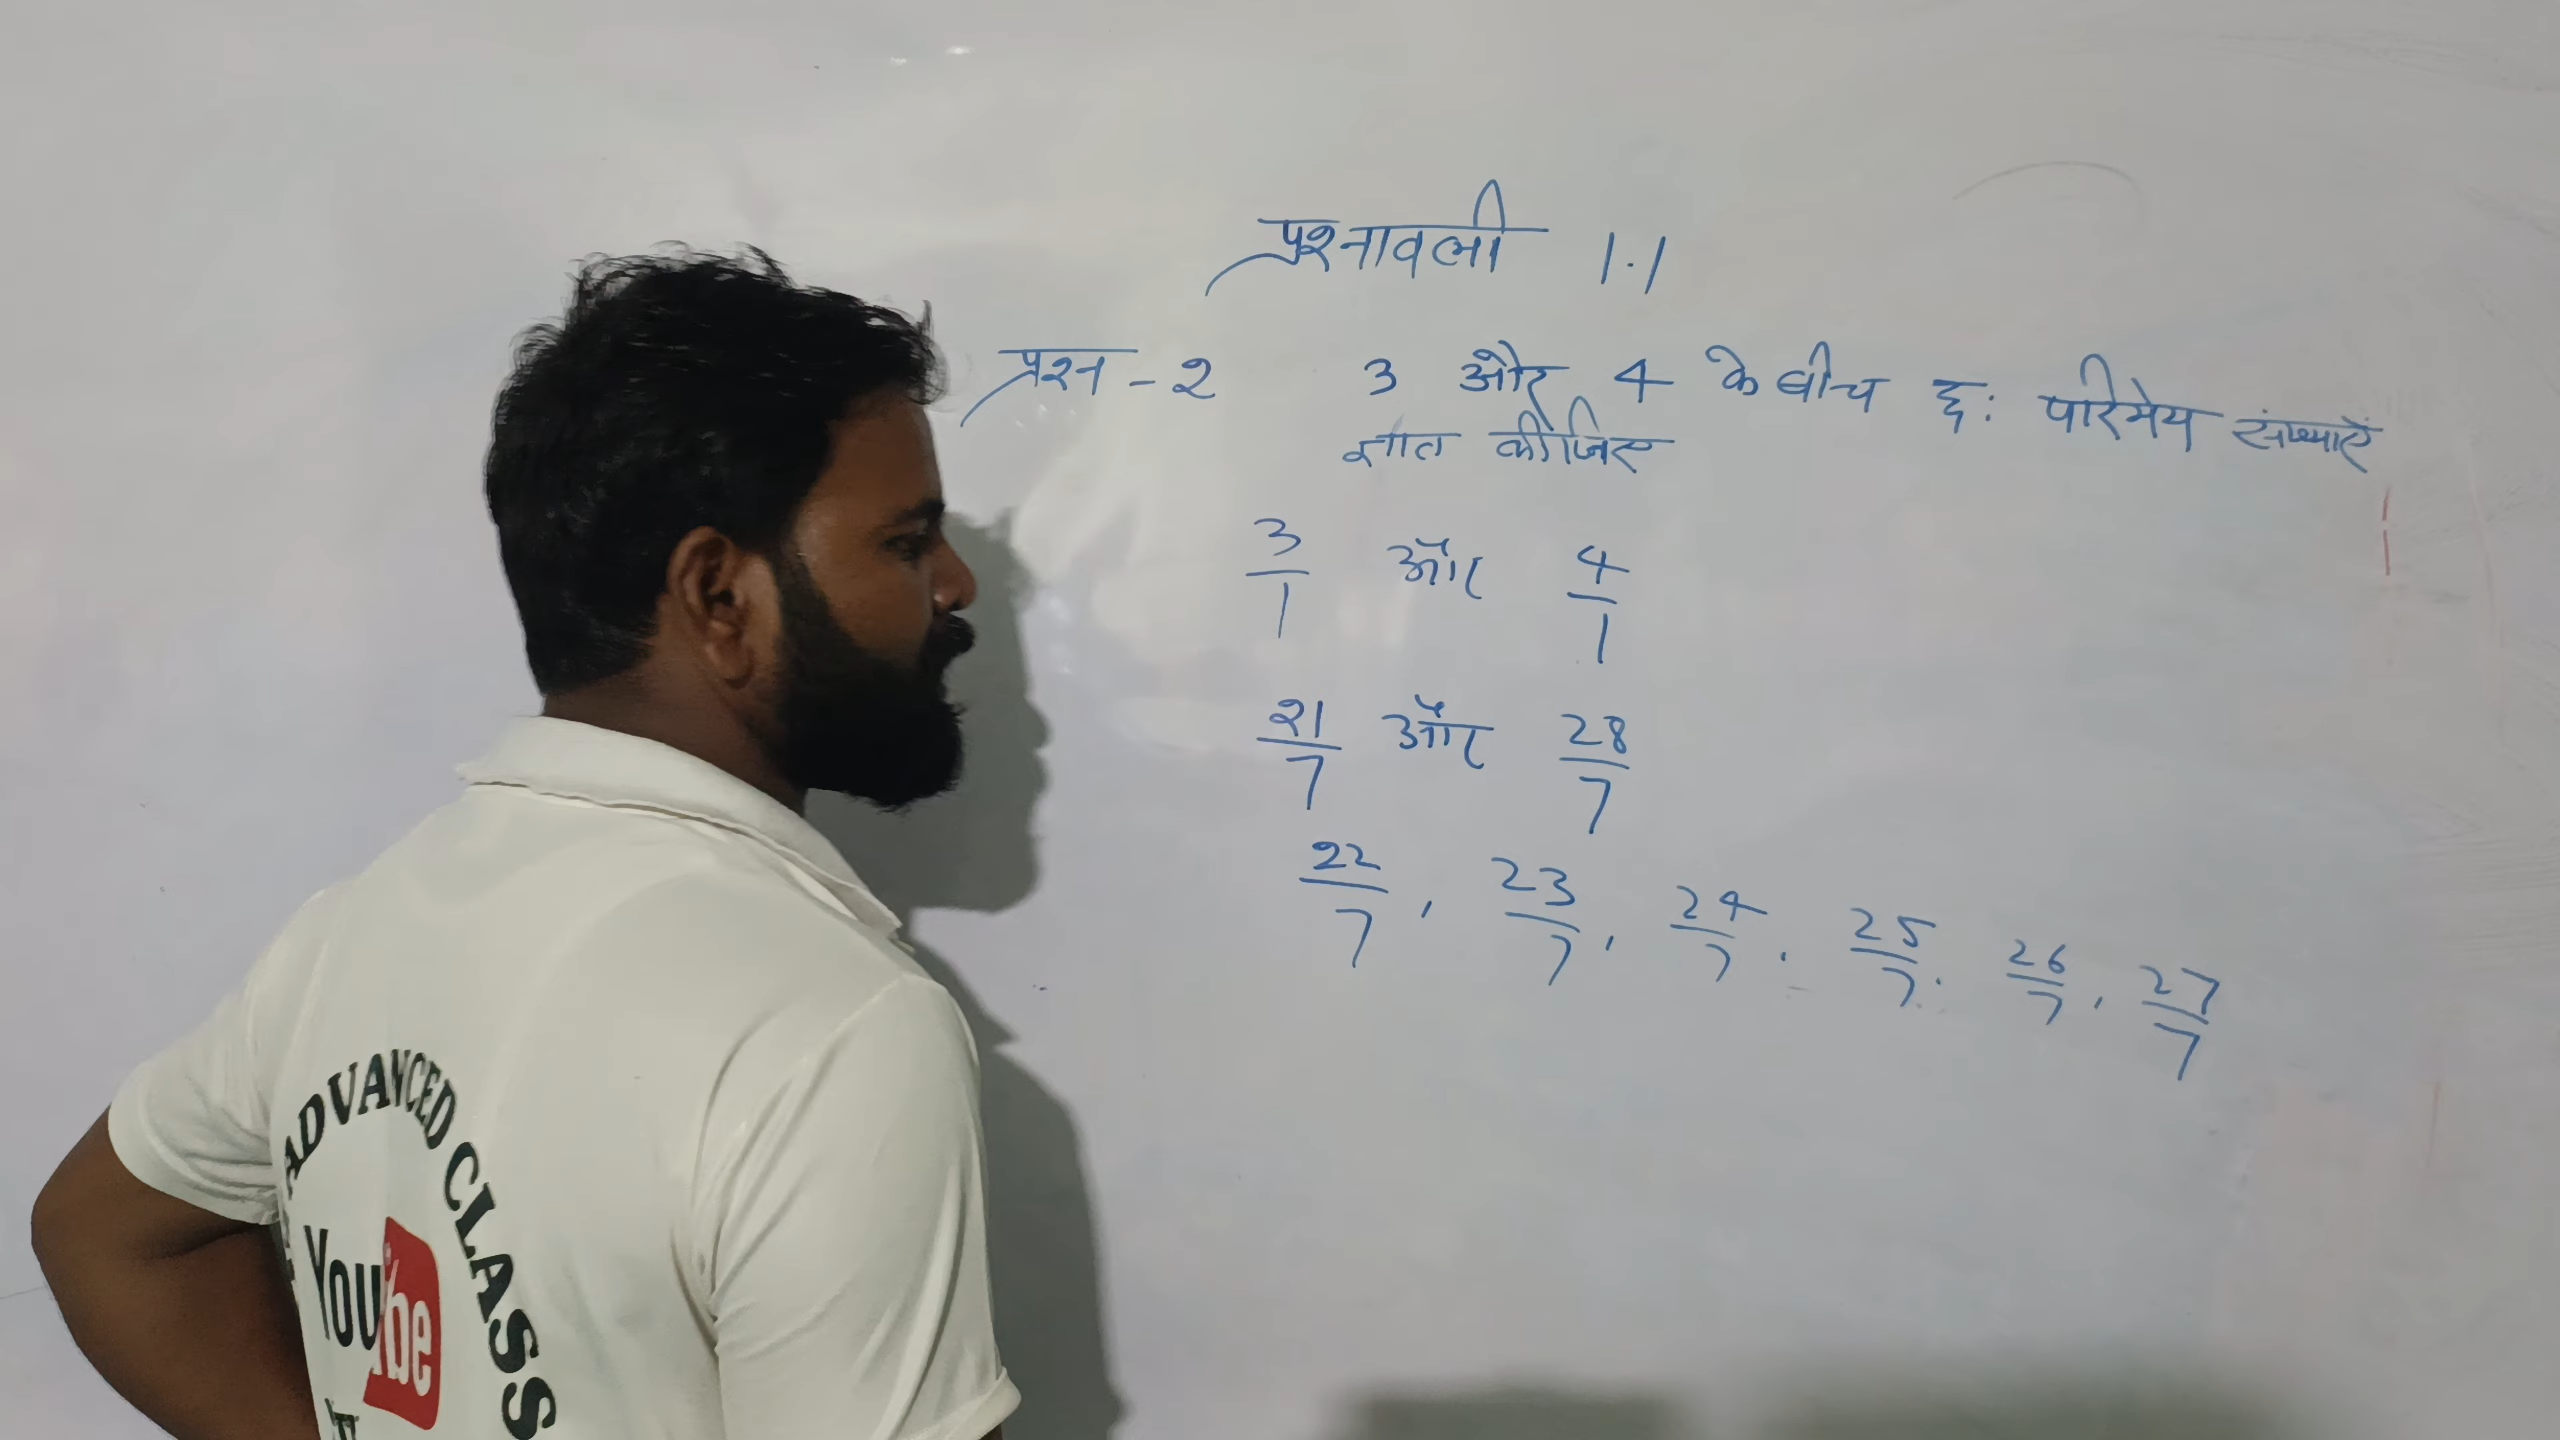 प्रश्नावली 1.1
प्रश्न - 2 3 और 4 के बीच छः परिमेय संख्याएँ
ज्ञात कीजिए
3/1 और 4/1
21/7 और 28/7
22/7, 23/7, 24/7, 25/7, 26/7, 27/7
ADVANCED CLASS
YouTube